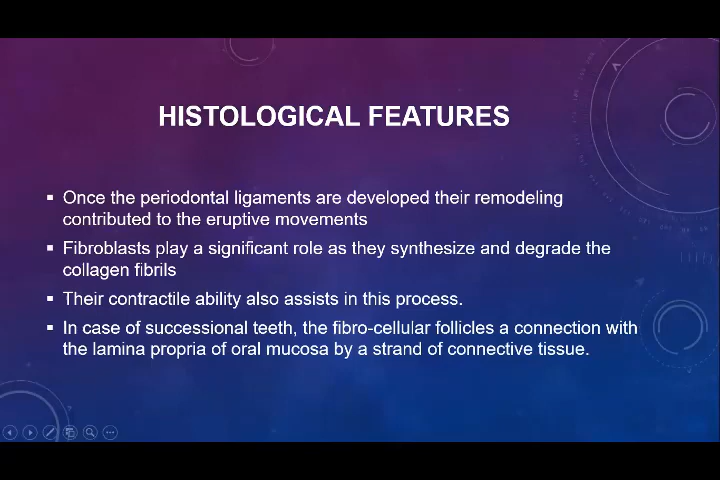 HISTOLOGICAL FEATURES
▪ Once the periodontal ligaments are developed their remodeling
contributed to the eruptive movements
▪ Fibroblasts play a significant role as they synthesize and degrade the
collagen fibrils
▪ Their contractile ability also assists in this process.
▪ In case of successional teeth, the fibro-cellular follicles a connection with
the lamina propria of oral mucosa by a strand of connective tissue.